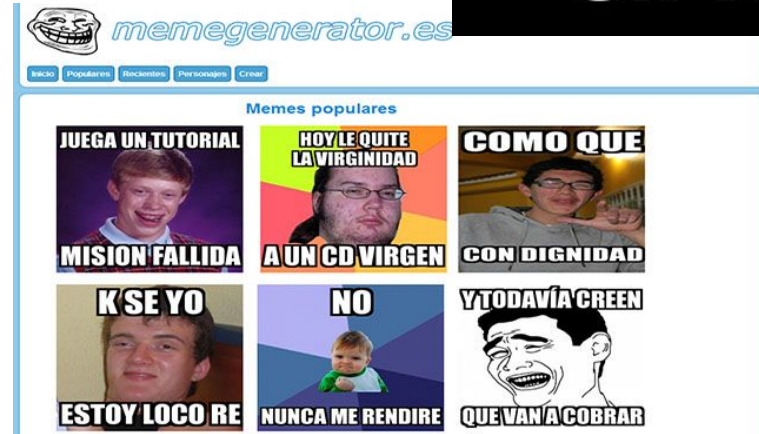 memegenerator.es
Inicio Populares Recientes Personajes Crear
Memes populares
JUEGA UN TUTORIAL
MISION FALLIDA
HOY LE QUITE
LA VIRGINIDAD
A UN CD VIRGEN
COMO QUE
CON DIGNIDAD
K SE YO
ESTOY LOCO RE
NO
NUNCA ME RENDIRE
Y TODAVÍA CREEN
QUE VAN A COBRAR